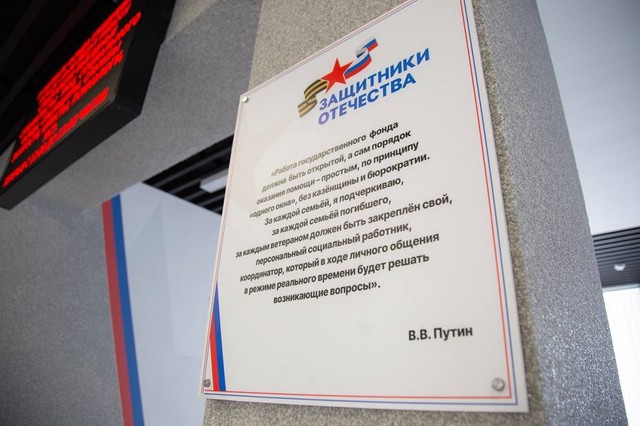 ЗАЩИТНИКИ
ОТЕЧЕСТВА
«Работа государственного фонда
должна быть открытой, а сам порядок
оказания помощи – простым, по принципу
«одного окна», без казёнщины и бюрократии.
За каждой семьёй, я подчеркиваю,
за каждой семьёй погибшего,
за каждым ветераном должен быть закреплён свой,
персональный социальный работник,
координатор, который в ходе личного общения
в режиме реального времени будет решать
возникающие вопросы».
В.В. Путин